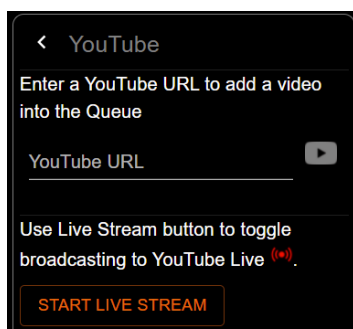 YouTube
Enter a YouTube URL to add a video
into the Queue
YouTube URL
Use Live Stream button to toggle
broadcasting to YouTube Live .
START LIVE STREAM